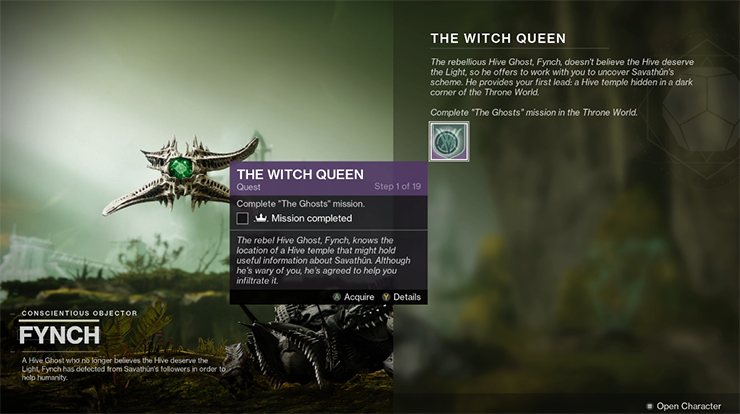 THE WITCH QUEEN
The rebellious Hive Ghost, Fynch, doesn't believe the Hive deserve
the Light, so he offers to work with you to uncover Savathûn's
scheme. He provides your first lead: a Hive temple hidden in a dark
corner of the Throne World.
Complete "The Ghosts" mission in the Throne World.
THE WITCH QUEEN
Quest
Step 1 of 19
Complete "The Ghosts" mission.
Mission completed
The rebel Hive Ghost, Fynch, knows the
location of a Hive temple that might hold
useful information about Savathûn. Although
he's wary of you, he's agreed to help you
infiltrate it.
A Acquire Y Details
CONSCIENTIOUS OBJECTOR
FYNCH
A Hive Ghost who no longer believes the Hive deserve the
Light, Fynch has defected from Savathûn's followers in order to
help humanity.
Open Character